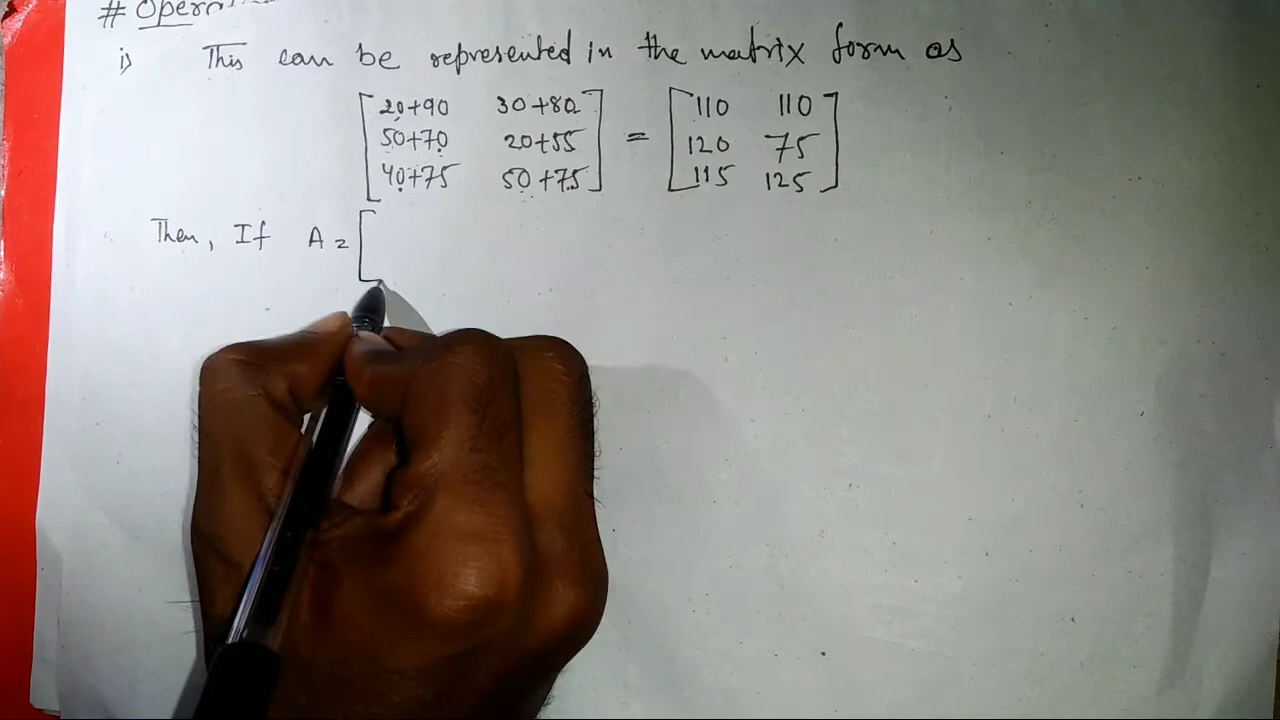 #
i) This can be represented in the matrix form as
[20+90 30+80] = [110 110]
[50+70 20+55] [120 75]
[40+75 50+75] [115 125]
Then, If A = [